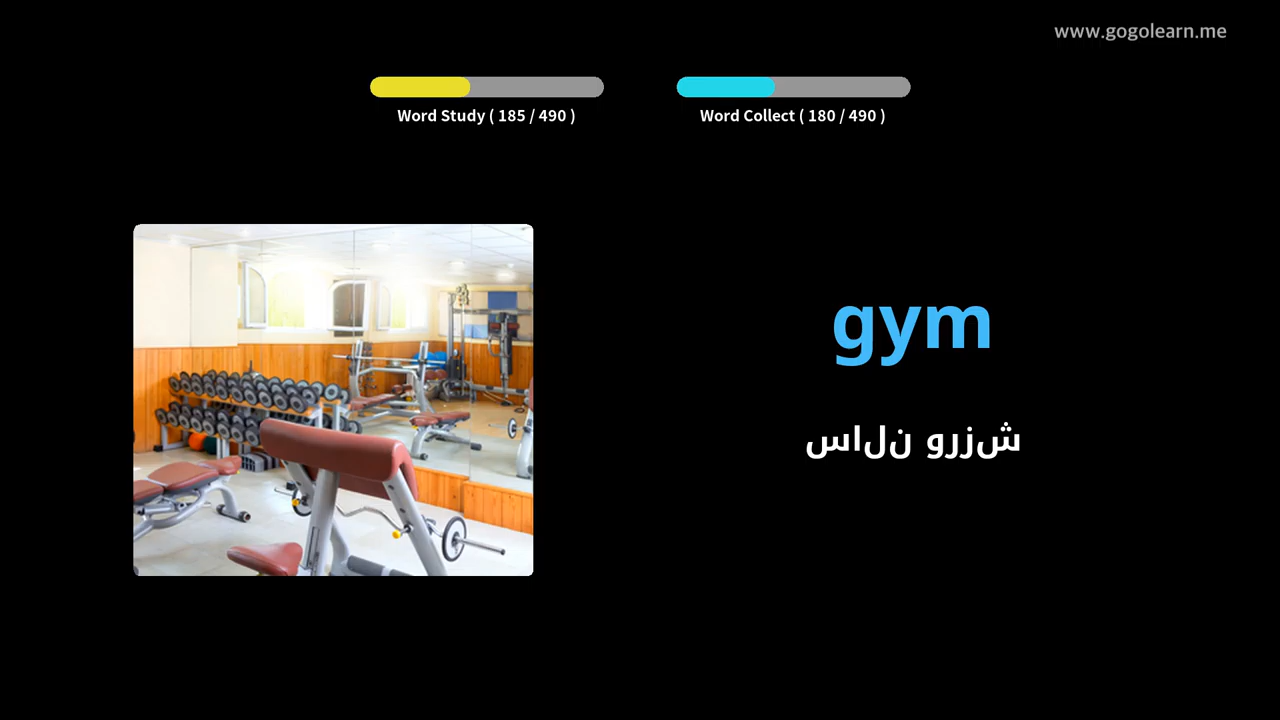 www.gogolearn.me
Word Study ( 185 / 490 )
Word Collect ( 180 / 490 )
gym
شزرو نلاس